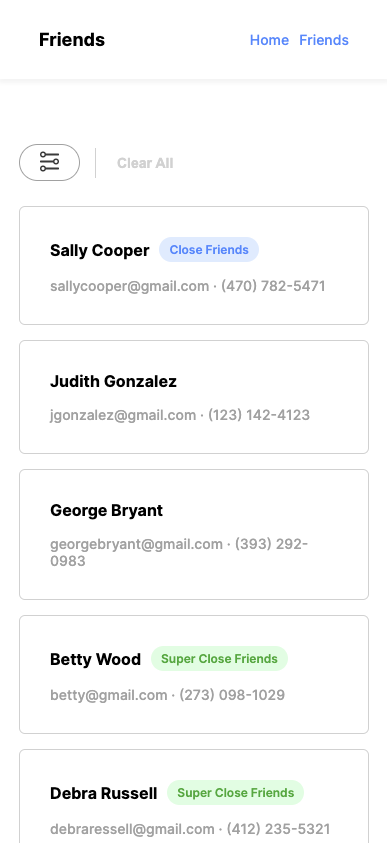 Friends
Home Friends
Clear All
Sally Cooper Close Friends
sallycooper@gmail.com · (470) 782-5471
Judith Gonzalez
jgonzalez@gmail.com · (123) 142-4123
George Bryant
georgebryant@gmail.com · (393) 292-
0983
Betty Wood Super Close Friends
betty@gmail.com · (273) 098-1029
Debra Russell Super Close Friends
debraressell@gmail.com · (412) 235-5321